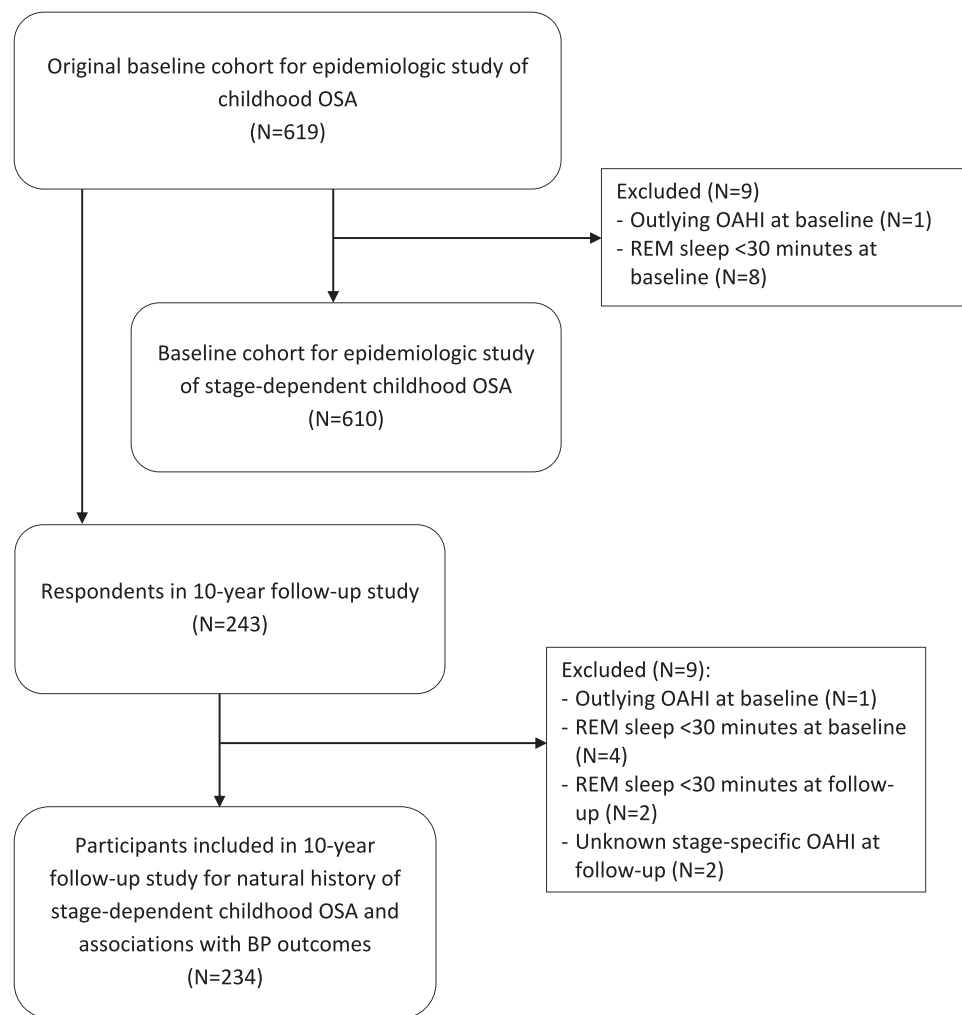 Original baseline cohort for epidemiologic study of
childhood OSA
(N=619)
Excluded (N=9)
- Outlying OAHI at baseline (N=1)
- REM sleep <30 minutes at
baseline (N=8)
Baseline cohort for epidemiologic study
of stage-dependent childhood OSA
(N=610)
Respondents in 10-year follow-up study
(N=243)
Excluded (N=9):
- Outlying OAHI at baseline (N=1)
- REM sleep <30 minutes at baseline
(N=4)
- REM sleep <30 minutes at follow-
up (N=2)
- Unknown stage-specific OAHI at
follow-up (N=2)
Participants included in 10-year
follow-up study for natural history of
stage-dependent childhood OSA and
associations with BP outcomes
(N=234)